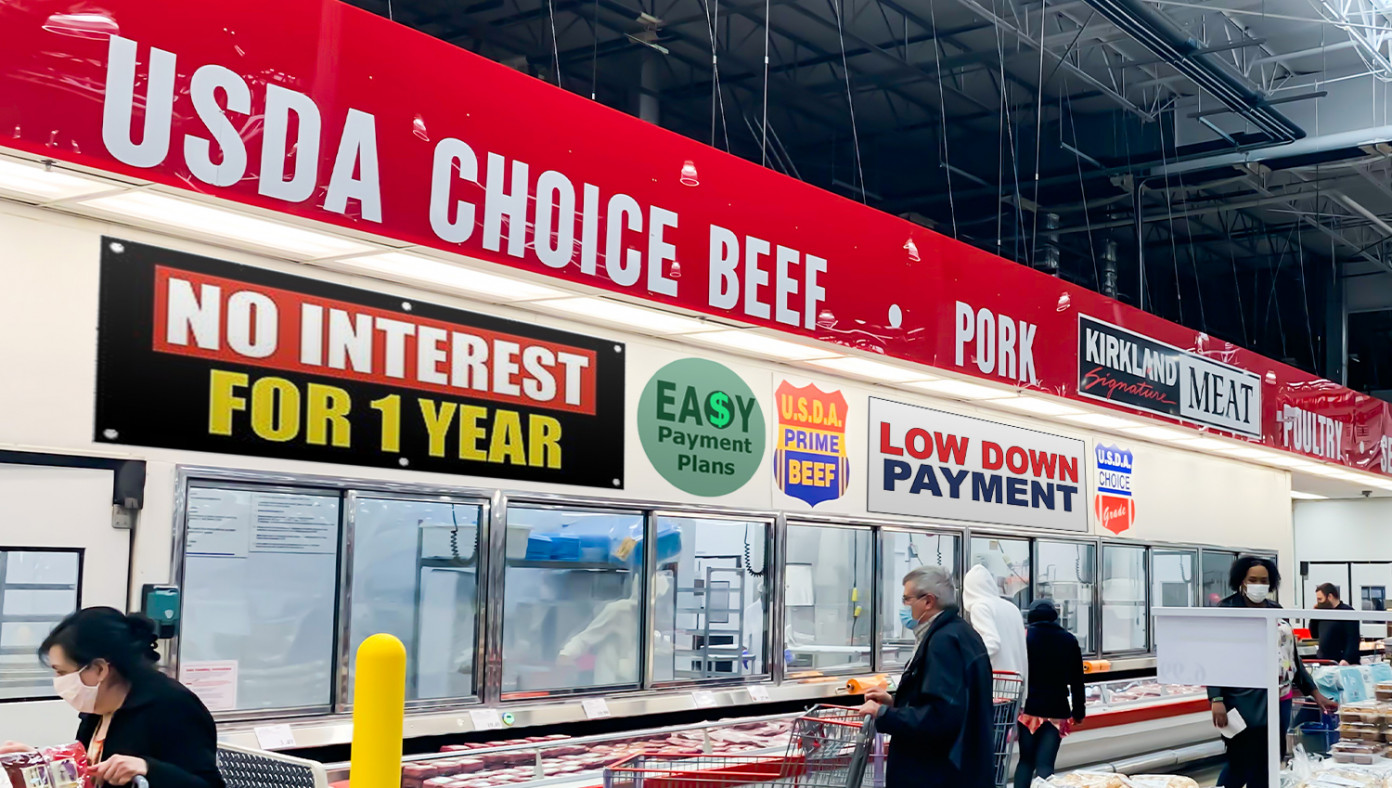 USDA CHOICE BEEF
PORK
KIRKLAND
Signature
MEAT
POULTRY
NO INTEREST
FOR 1 YEAR
EA$Y
Payment
Plans
U.S.D.A.
PRIME
BEEF
LOW DOWN
PAYMENT
U.S.D.A.
CHOICE
Grade